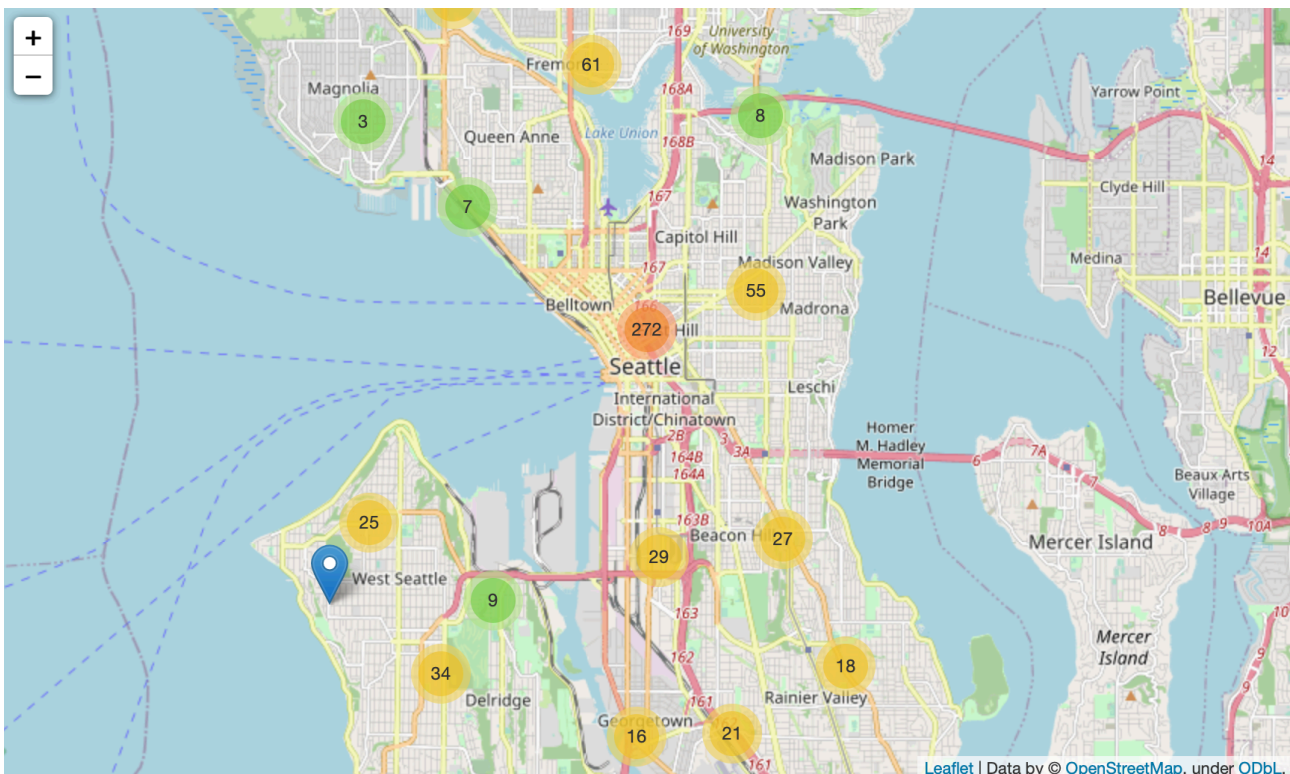 +
−
169
University
of Washington
Fremo
61
Magnolia
3
168A
Yarrow Point
8
Queen Anne
Lake Union
168B
14
Madison Park
Clyde Hill
167
Washington
Park
7
Capitol Hill
14
Medina
167
Madison Valley
55
Bellevue
Belltown
166
Madrona
272
Hill
12
Seattle
Leschi
International
District/Chinatown
2B
3
3A
Homer
M. Hadley
Memorial
Bridge
164B
164A
6
7A
7
Beaux Arts
Village
25
163B
Beacon Hi
27
8
8
9
10A
Mercer Island
29
West Seattle
9
163
10
Mercer
Island
162
9
34
18
Delridge
Rainier Valley
9
161
Georgetown
16
21
161
Leaflet | Data by © OpenStreetMap, under ODbL.